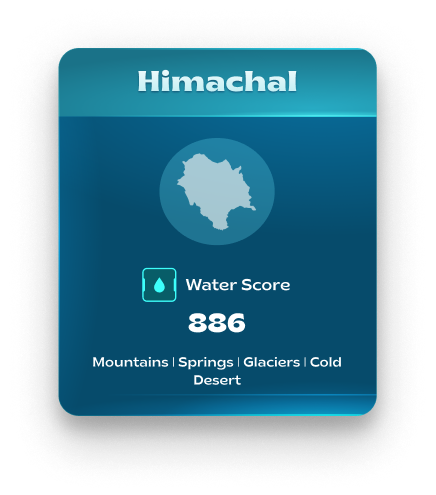 Himachal
Water Score
886
Mountains | Springs | Glaciers | Cold
Desert